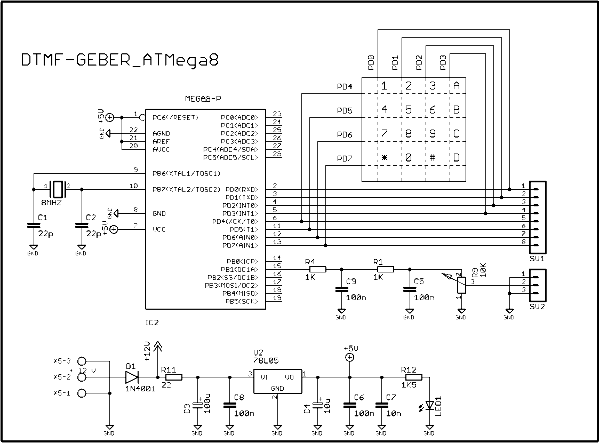 DTMF-GEBER_ATMega8
PD0
PD1
PD2
PD3
PD4
1 2 3 A
PD5
4 5 6 B
PD6
7 8 9 C
PD7
* 0 # D
MEGA8-P
+5V
1
PC6(/RESET)
22
AGND
21
AREF
20
AVCC
GND
9
PB6(XTAL1/TOSC1)
10
PB7(XTAL2/TOSC2)
8
GND
7
VCC
+5V
PC0(ADC0)
23
PC1(ADC1)
24
PC2(ADC2)
25
PC3(ADC3)
26
PC4(ADC4/SDA)
27
PC5(ADC5/SCL)
28
PD0(RXD)
2
PD1(TXD)
3
PD2(INT0)
4
PD3(INT1)
5
PD4(XCK/T0)
6
PD5(T1)
11
PD6(AIN0)
12
PD7(AIN1)
13
PB0(ICP)
14
PB1(OC1A)
15
PB2(SS/OC1B)
16
PB3(MOSI/OC2)
17
PB4(MISO)
18
PB5(SCK)
19
IC2
8MHZ
C1
22p
GND
C2
22p
GND
GND
1
2
3
4
5
6
7
8
SV1
R4
1K
C9
100n
GND
R1
1K
C5
100n
GND
R9
10K
GND
1
2
3
SV2
GND
X5-3
X5-2
+ 12 V
X5-1
GND
D1
1N4001
+12V
R11
22
C3
100u
GND
C8
100n
GND
U2
78L05
3
VI
VO
1
GND
2
GND
C4
10u
GND
+5V
C6
100n
GND
C7
10n
GND
R12
1K5
LED1
GND